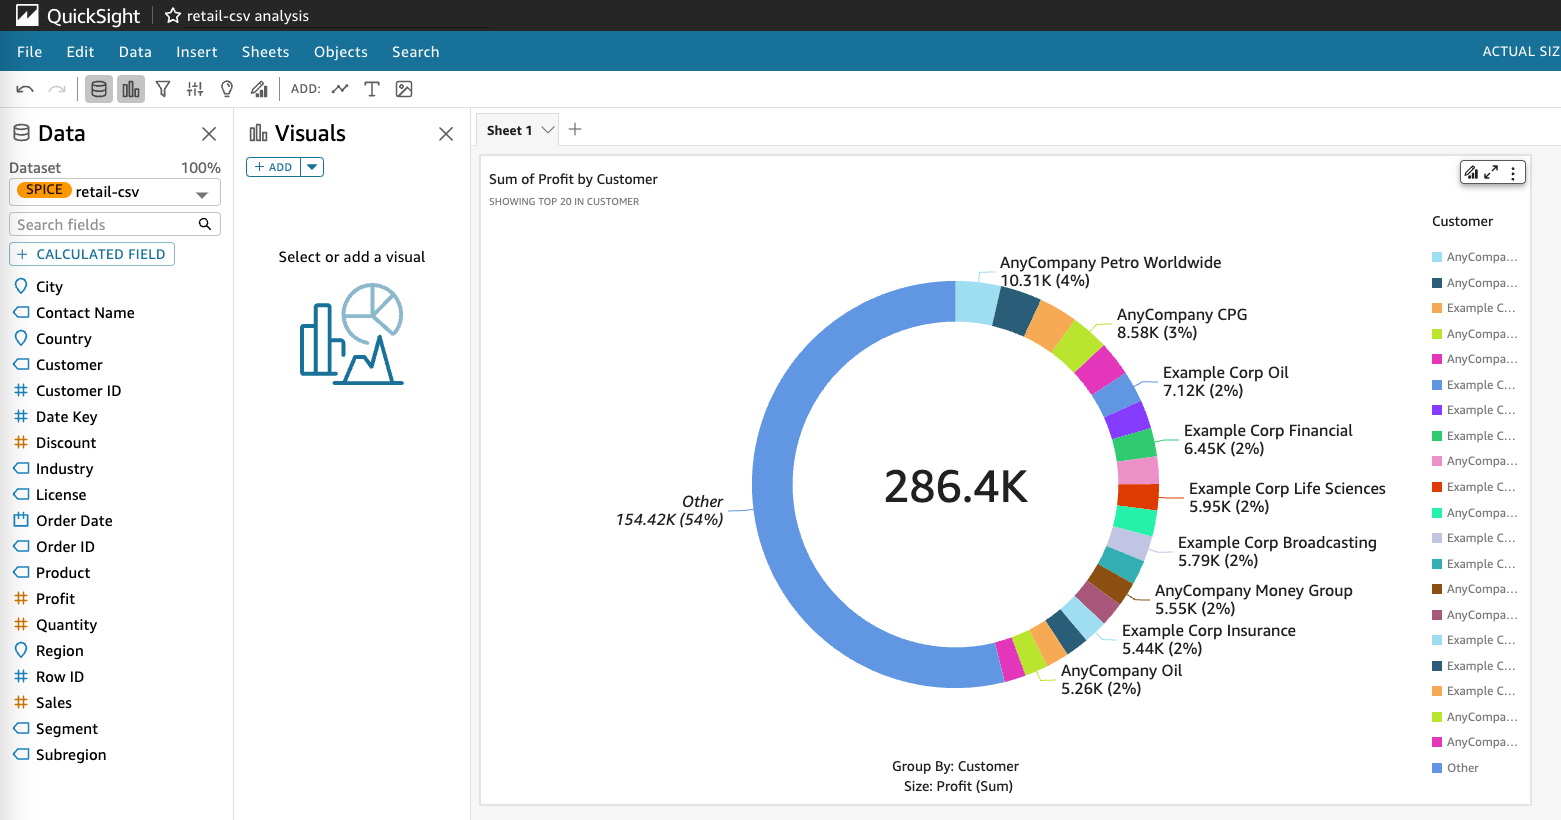 QuickSight
retail-csv analysis
File Edit Data Insert Sheets Objects Search
ACTUAL SIZ
ADD:
Data
Dataset 100%
SPICE retail-csv
Search fields
+ CALCULATED FIELD
City
Contact Name
Country
Customer
Customer ID
Date Key
Discount
Industry
License
Order Date
Order ID
Product
Profit
Quantity
Region
Row ID
Sales
Segment
Subregion
Visuals
+ ADD
Select or add a visual
Sheet 1
Sum of Profit by Customer
SHOWING TOP 20 IN CUSTOMER
AnyCompany Petro Worldwide
10.31K (4%)
AnyCompany CPG
8.58K (3%)
Example Corp Oil
7.12K (2%)
Example Corp Financial
6.45K (2%)
Example Corp Life Sciences
5.95K (2%)
Example Corp Broadcasting
5.79K (2%)
AnyCompany Money Group
5.55K (2%)
Example Corp Insurance
5.44K (2%)
AnyCompany Oil
5.26K (2%)
Other
154.42K (54%)
286.4K
Group By: Customer
Size: Profit (Sum)
Customer
AnyCompa...
AnyCompa...
Example C...
AnyCompa...
AnyCompa...
Example C...
Example C...
Example C...
AnyCompa...
Example C...
AnyCompa...
Example C...
Example C...
AnyCompa...
AnyCompa...
Example C...
Example C...
Example C...
AnyCompa...
AnyCompa...
Other